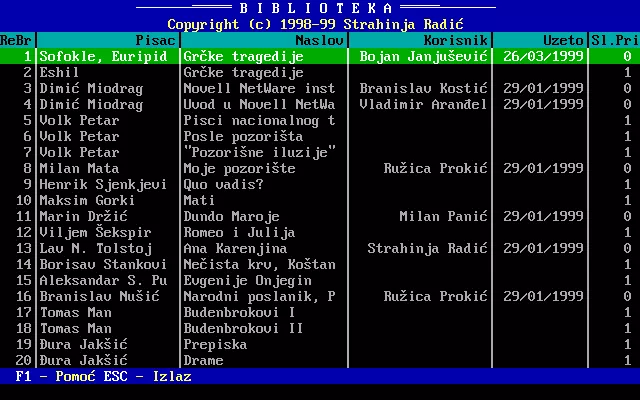 BIBLIOTEKA
Copyright (c) 1998-99 Strahinja Radić
ReBr Pisac Naslov Korisnik Uzeto Sl.Pri
1 Sofokle, Euripid Grčke tragedije Bojan Janjušević 26/03/1999 0
2 Eshil Grčke tragedije 1
3 Dimić Miodrag Novell NetWare inst Branislav Kostić 29/01/1999 0
4 Dimić Miodrag Uvod u Novell NetWa Vladimir Aranđel 29/01/1999 0
5 Volk Petar Pisci nacionalnog t 1
6 Volk Petar Posle pozorišta 1
7 Volk Petar "Pozorišne iluzije" 1
8 Milan Mata Moje pozorište Ružica Prokić 29/01/1999 0
9 Henrik Sjenkjevi Quo vadis? 1
10 Maksim Gorki Mati 1
11 Marin Držić Dundo Maroje Milan Panić 29/01/1999 0
12 Viljem Šekspir Romeo i Julija 1
13 Lav N. Tolstoj Ana Karenjina Strahinja Radić 29/01/1999 0
14 Borisav Stankovi Nečista krv, Koštan 1
15 Aleksandar S. Pu Evgenije Onjegin 1
16 Branislav Nušić Narodni poslanik, P Ružica Prokić 29/01/1999 0
17 Tomas Man Budenbrokovi I 1
18 Tomas Man Budenbrokovi II 1
19 Đura Jakšić Prepiska 1
20 Đura Jakšić Drame 1
F1 - Pomoć ESC - Izlaz